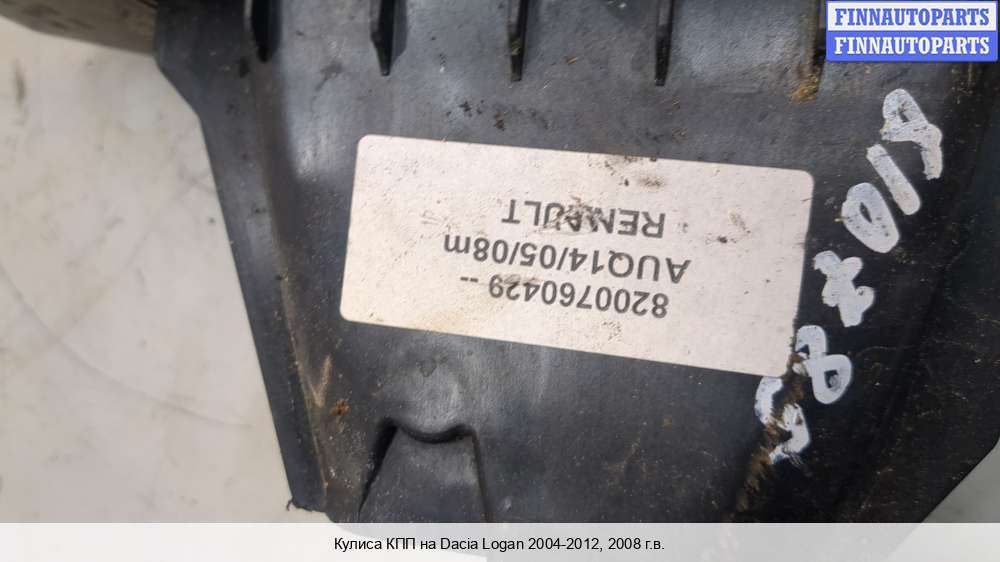 FINNAUTOPARTS
FINNAUTOPARTS
8200760429 --
AUQ14/05/08m
RENAULT
Кулиса КПП на Dacia Logan 2004-2012, 2008 г.в.